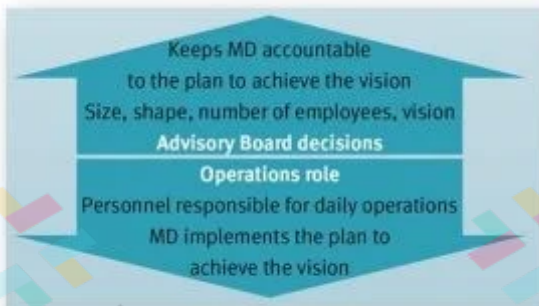 Keeps MD accountable
to the plan to achieve the vision
Size, shape, number of employees, vision
Advisory Board decisions
Operations role
Personnel responsible for daily operations
MD implements the plan to
achieve the vision